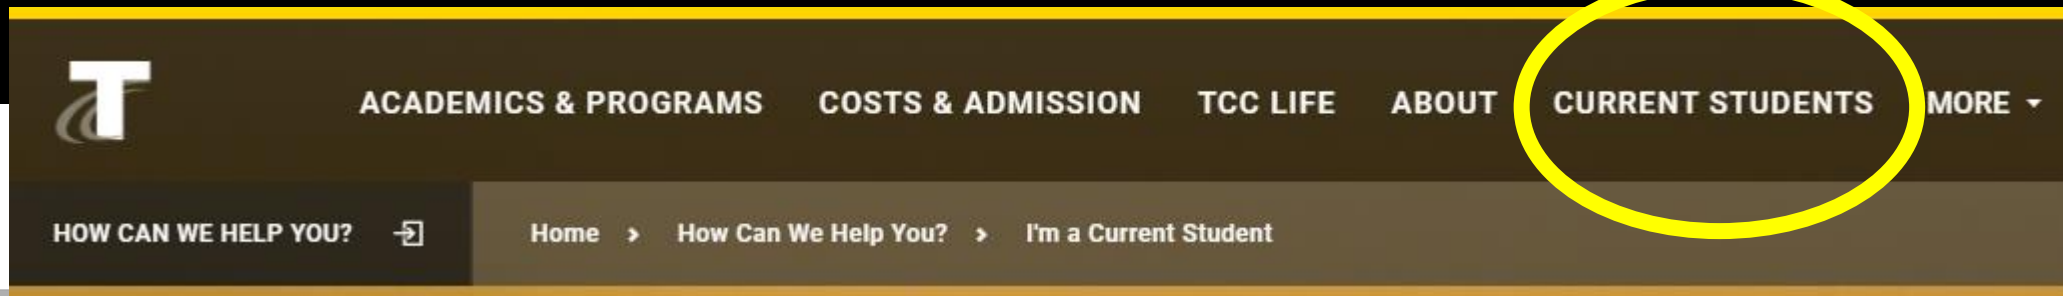 T
ACADEMICS & PROGRAMS COSTS & ADMISSION TCC LIFE ABOUT CURRENT STUDENTS MORE
HOW CAN WE HELP YOU? Home > How Can We Help You? > I'm a Current Student